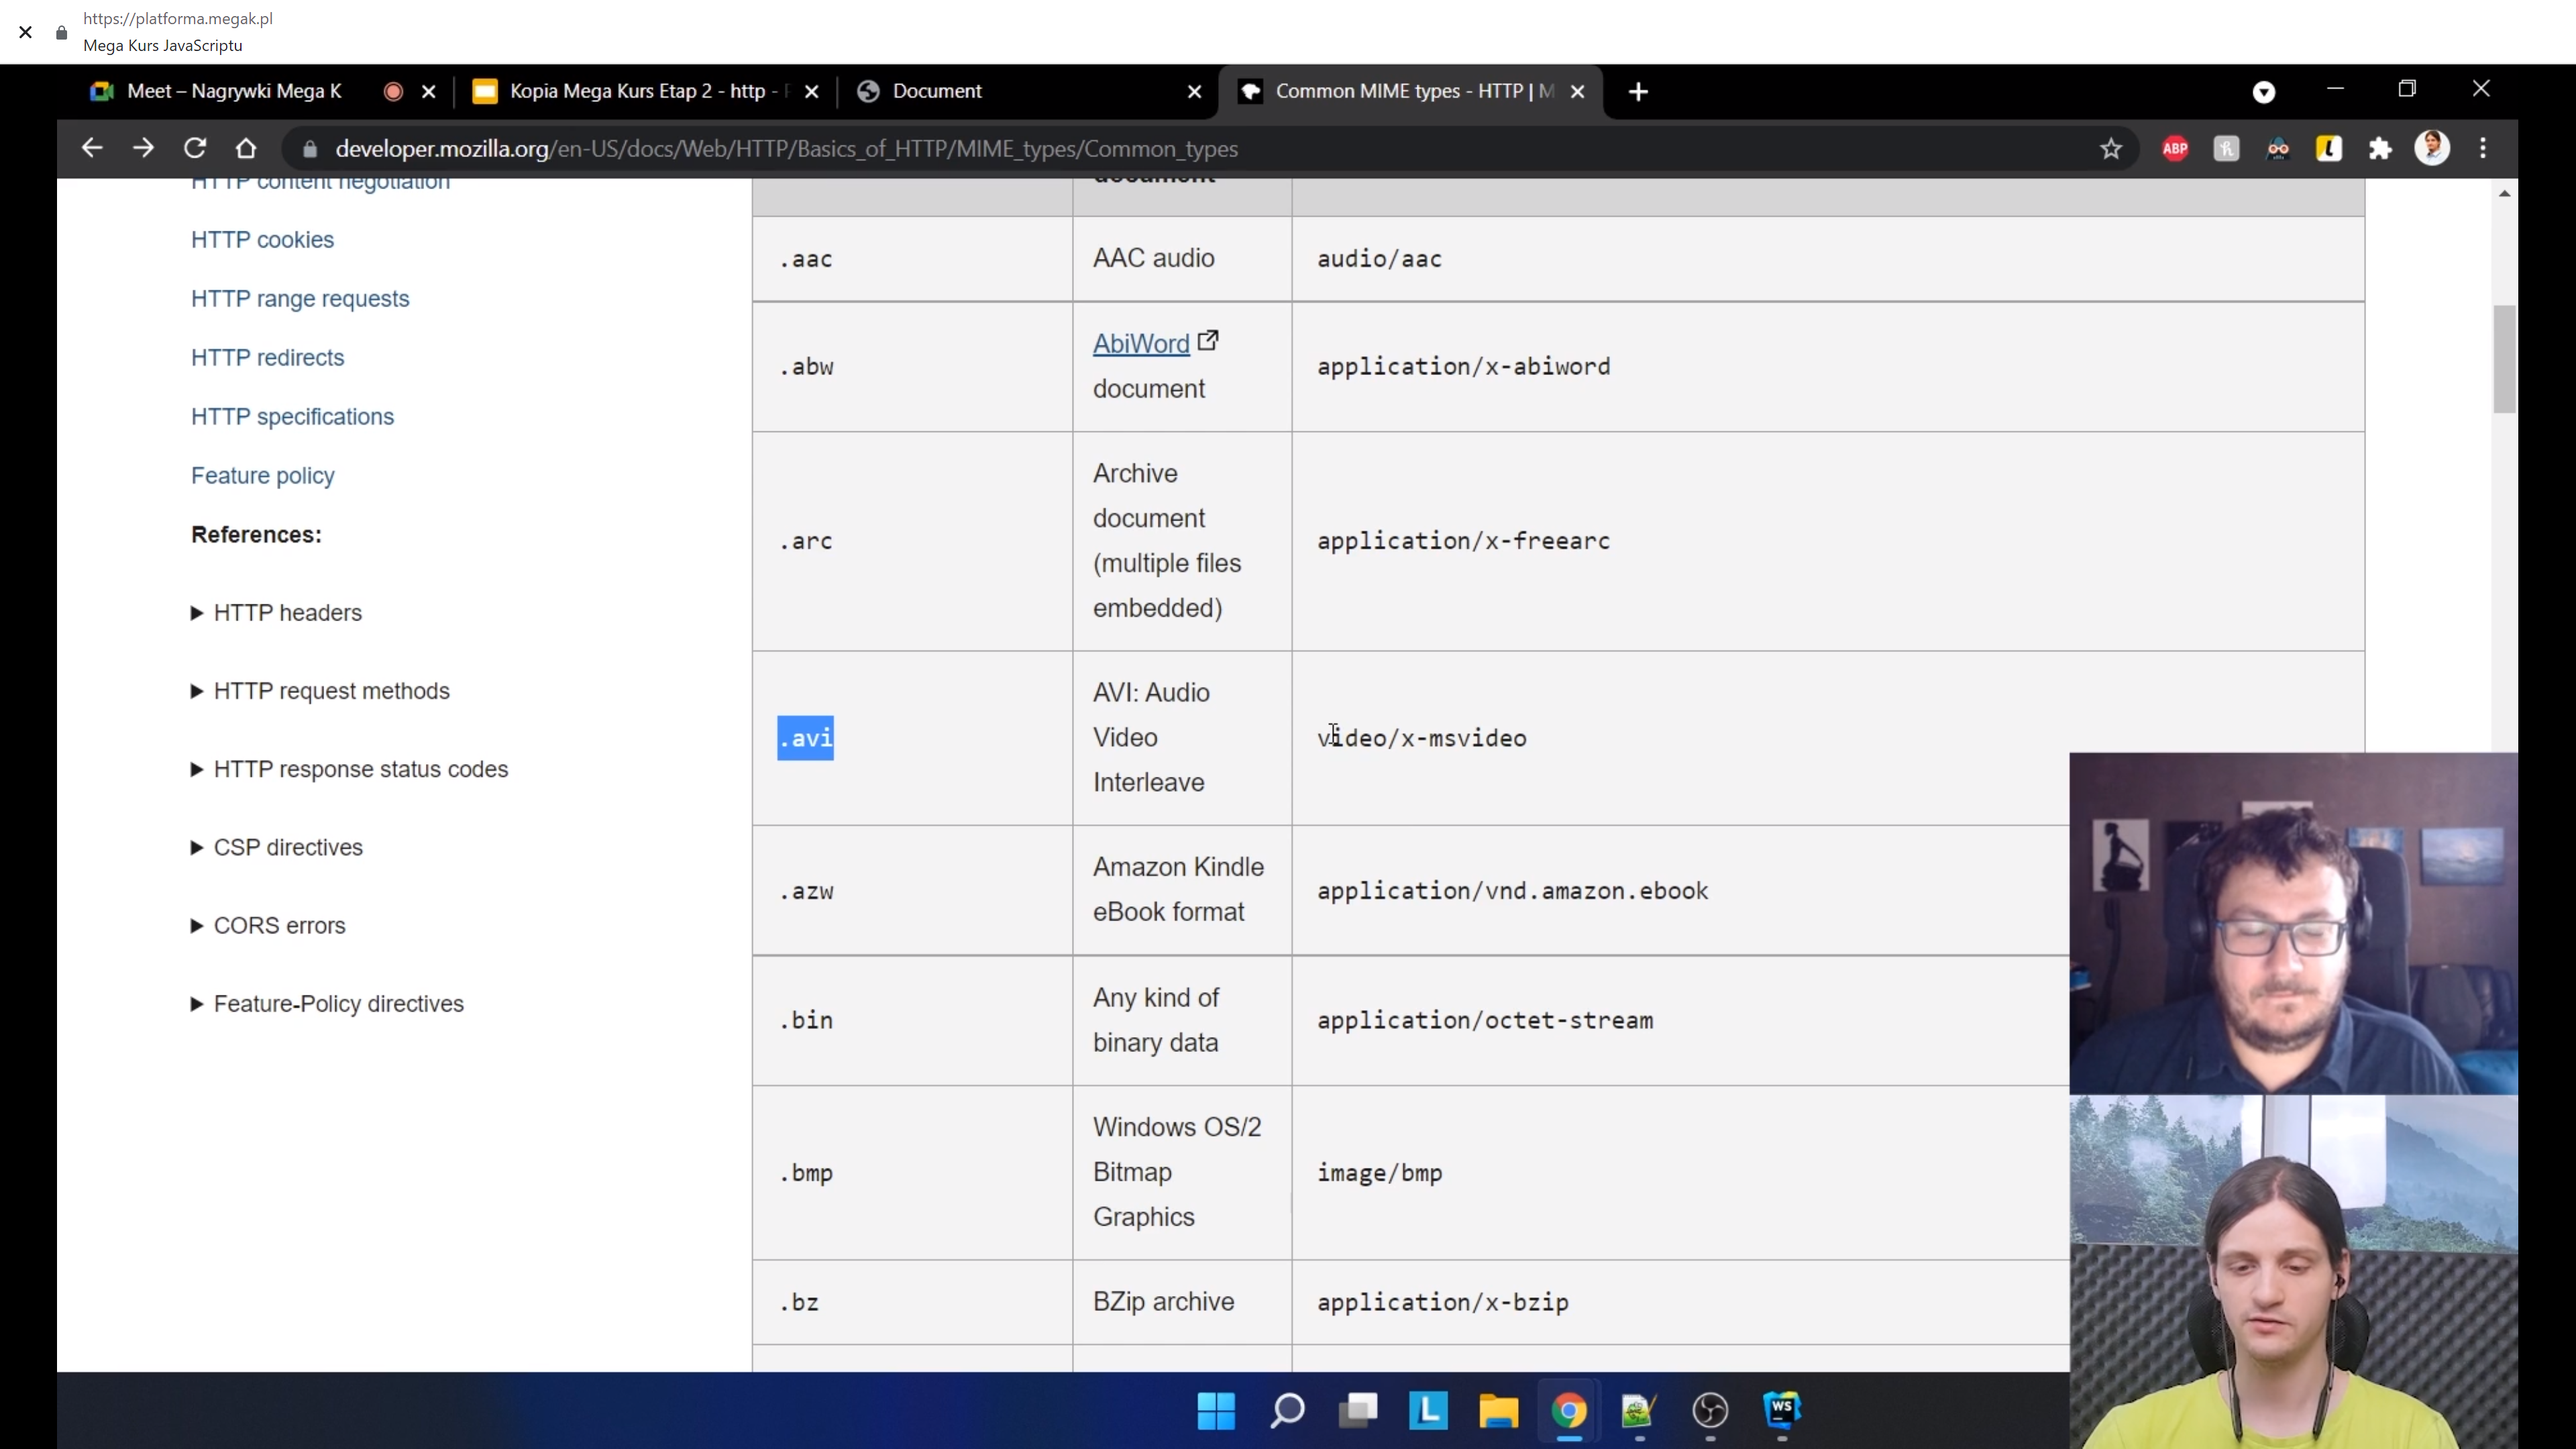 https://platforma.megak.pl
Mega Kurs JavaScriptu
Meet – Nagrywki Mega K
Kopia Mega Kurs Etap 2 - http -
Document
Common MIME types - HTTP | M
developer.mozilla.org/en-US/docs/Web/HTTP/Basics_of_HTTP/MIME_types/Common_types
ABP
HTTP content negotiation
HTTP cookies
HTTP range requests
HTTP redirects
HTTP specifications
Feature policy
References:
HTTP headers
HTTP request methods
HTTP response status codes
CSP directives
CORS errors
Feature-Policy directives
document
.aac
AAC audio
audio/aac
.abw
AbiWord
document
application/x-abiword
.arc
Archive
document
(multiple files
embedded)
application/x-freearc
.avi
AVI: Audio
Video
Interleave
video/x-msvideo
.azw
Amazon Kindle
eBook format
application/vnd.amazon.ebook
.bin
Any kind of
binary data
application/octet-stream
.bmp
Windows OS/2
Bitmap
Graphics
image/bmp
.bz
BZip archive
application/x-bzip
L
WS